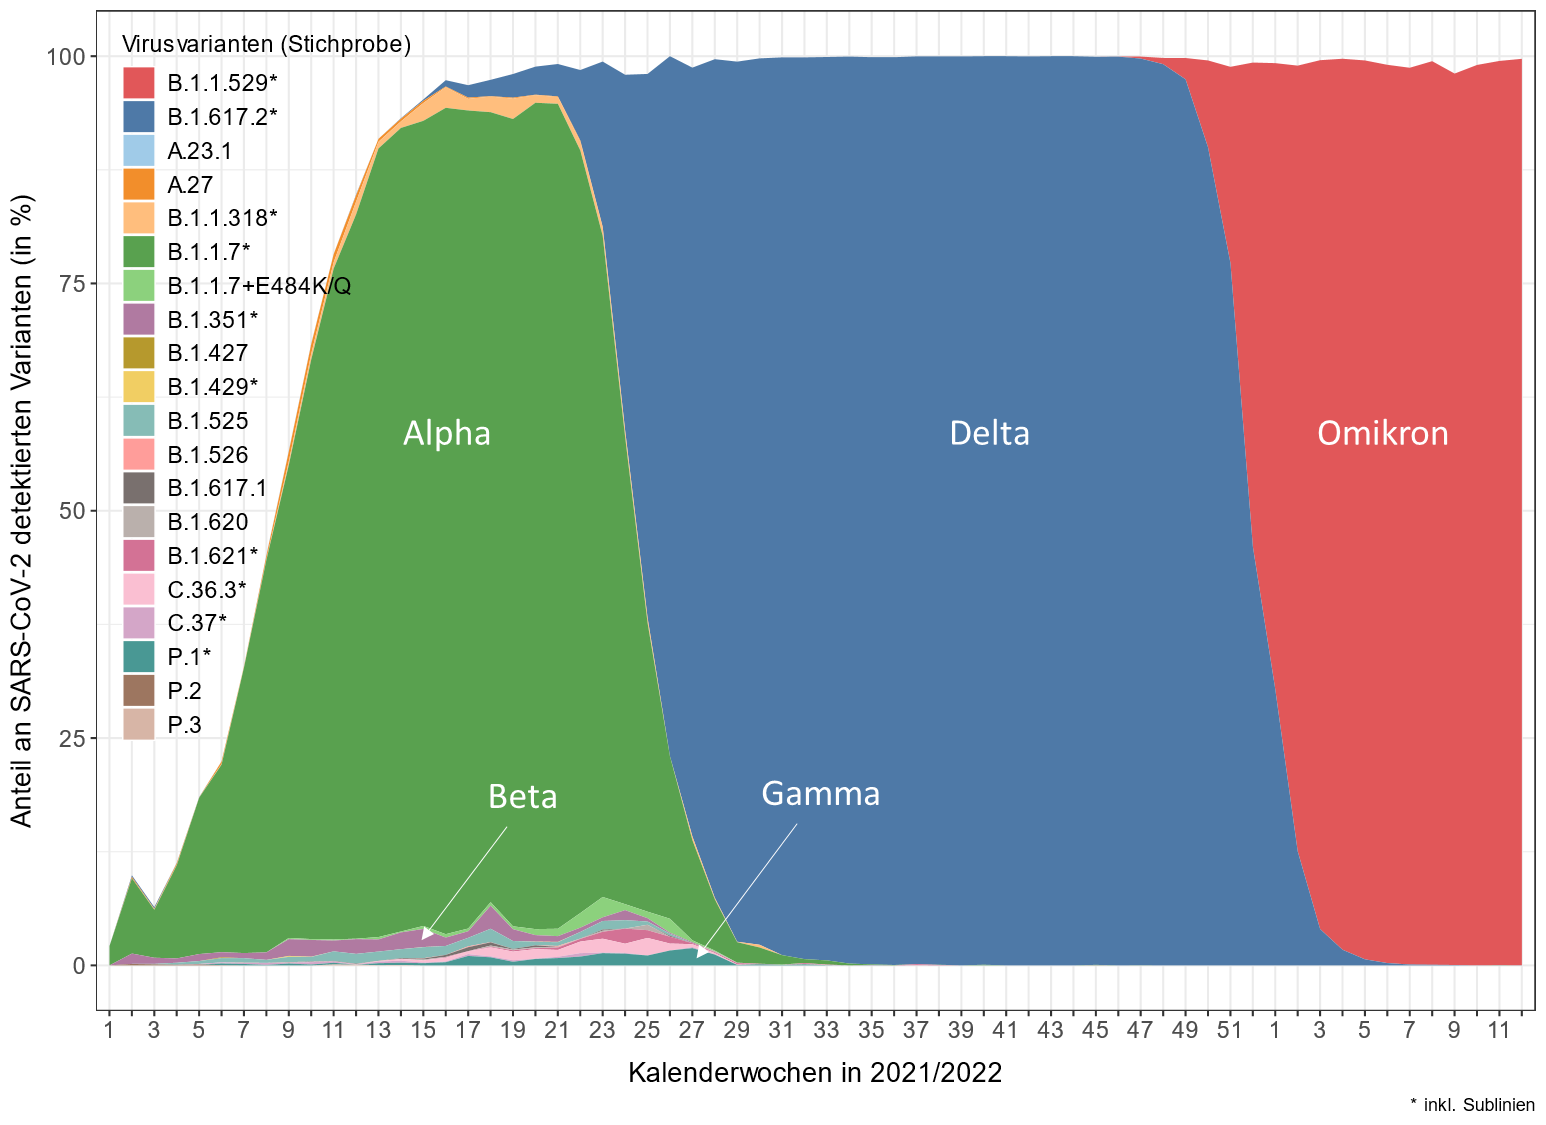 Virusvarianten (Stichprobe)
B.1.1.529*
B.1.617.2*
A.23.1
A.27
B.1.1.318*
B.1.1.7*
B.1.1.7+E484K/Q
B.1.351*
B.1.427
B.1.429*
B.1.525
B.1.526
B.1.617.1
B.1.620
B.1.621*
C.36.3*
C.37*
P.1*
P.2
P.3
Anteil an SARS-CoV-2 detektierten Varianten (in %)
100
75
50
25
0
Alpha
Delta
Omikron
Beta
Gamma
1 3 5 7 9 11 13 15 17 19 21 23 25 27 29 31 33 35 37 39 41 43 45 47 49 51 1 3 5 7 9 11
Kalenderwochen in 2021/2022
* inkl. Sublinien